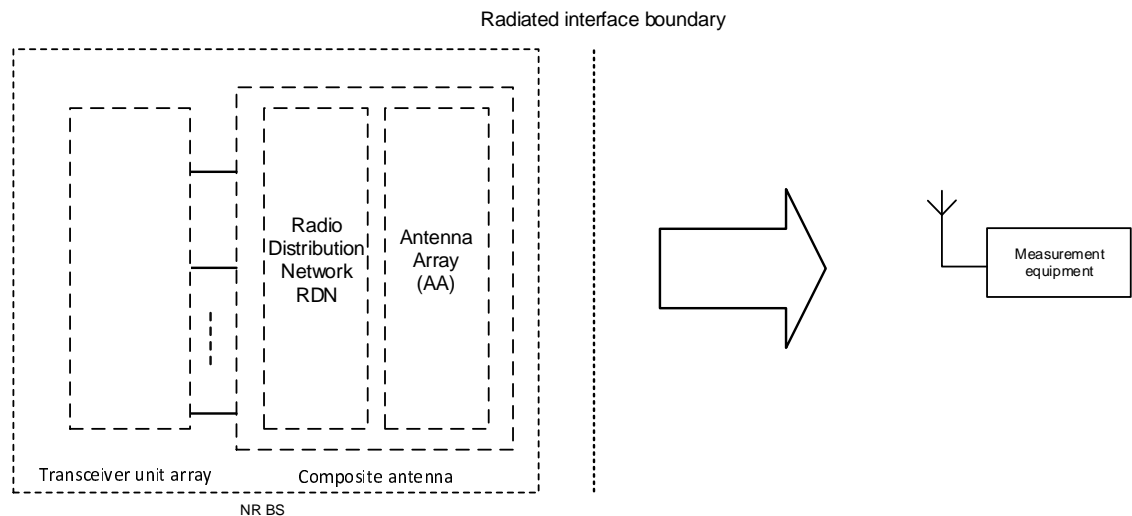 Radiated interface boundary
Radio
Distribution
Network
RDN
Antenna
Array
(AA)
Measurement
equipment
Transceiver unit array
Composite antenna
NR BS